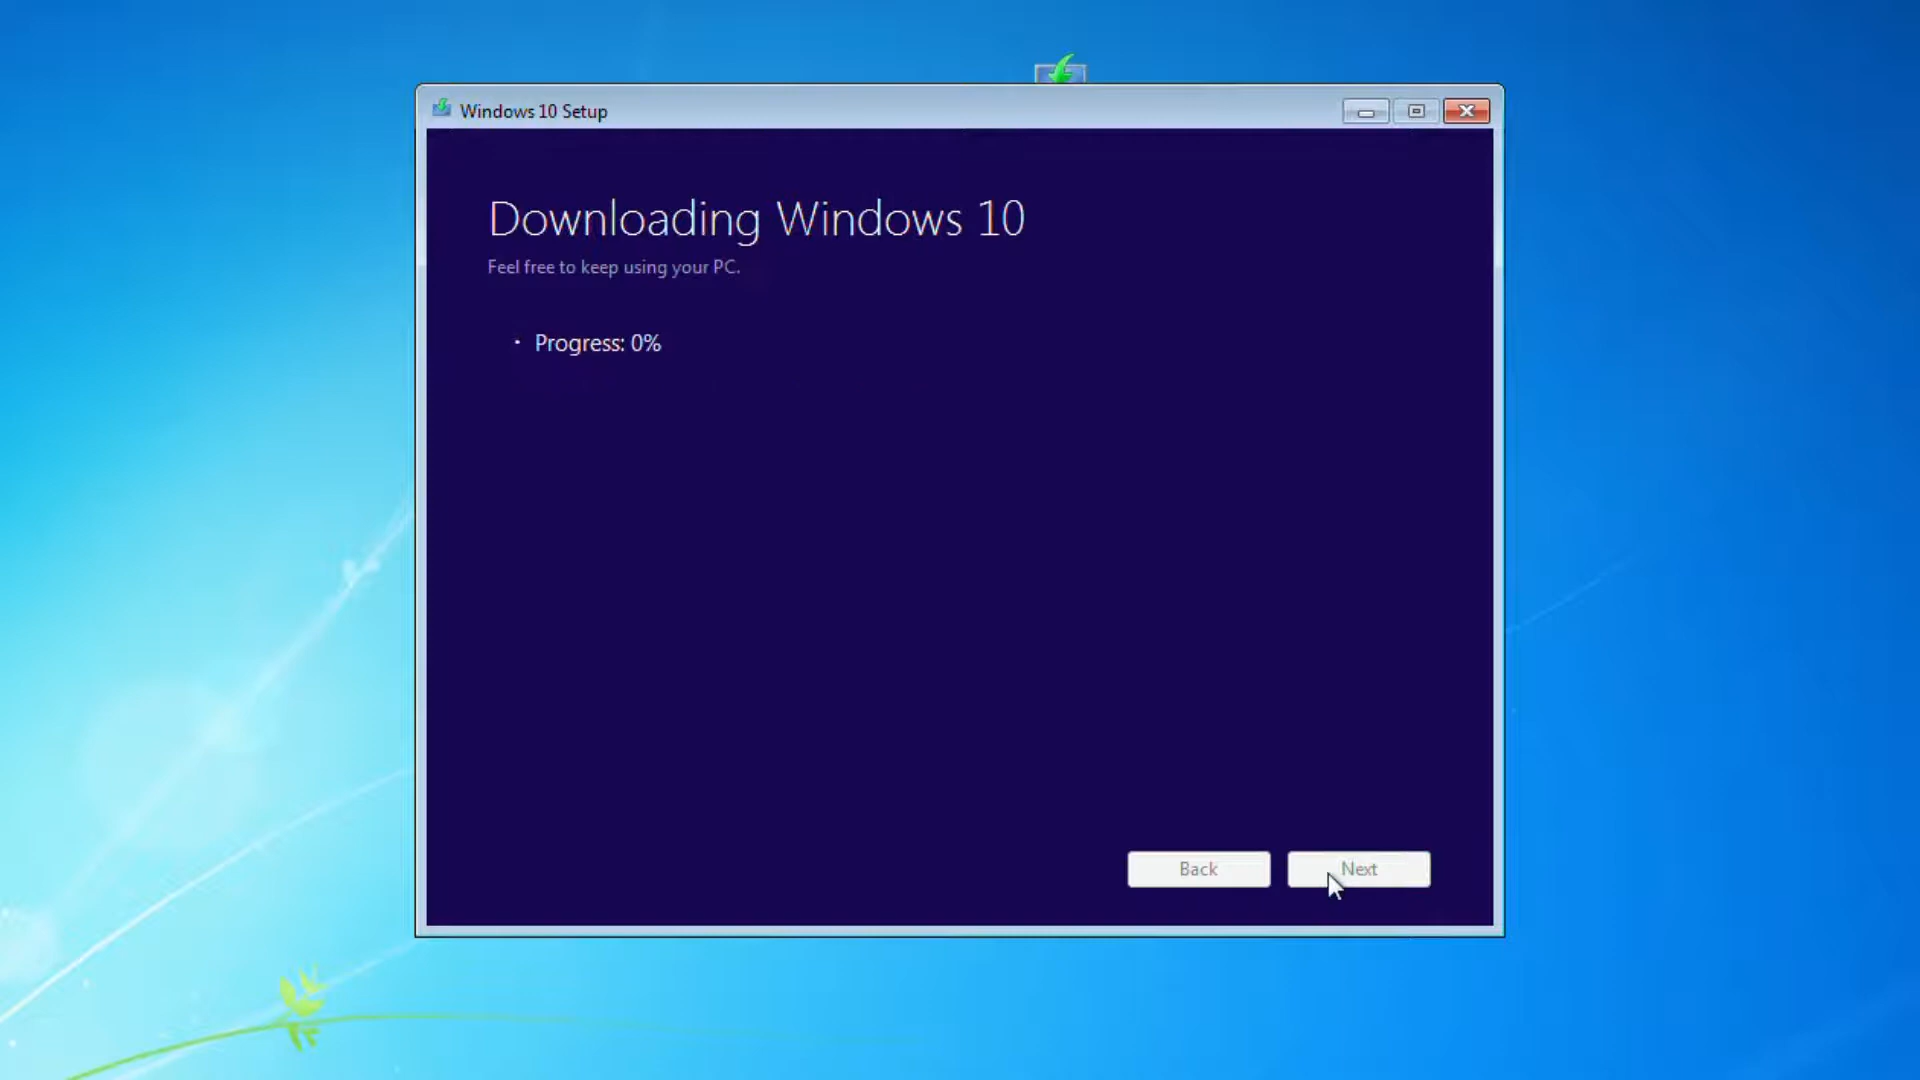 Windows 10 Setup
Downloading Windows 10
Feel free to keep using your PC.
· Progress: 0%
Back
Next